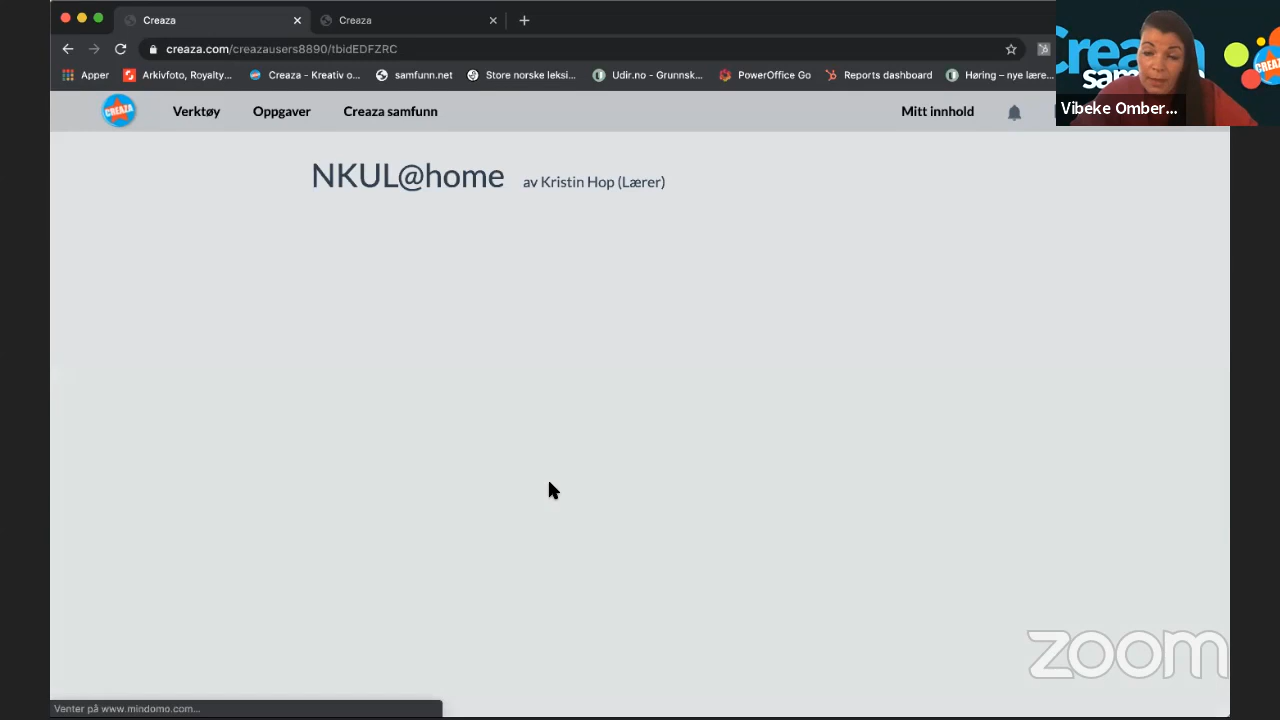 Creaza
Creaza
creaza.com/creazausers8890/tbidEDFZRC
Apper
Arkivfoto, Royalty...
Creaza - Kreativ o...
samfunn.net
Store norske leksi...
Udir.no - Grunnsk...
PowerOffice Go
Reports dashboard
Høring – nye lære...
Vibeke Omber...
CREAZA
Verktøy
Oppgaver
Creaza samfunn
Mitt innhold
NKUL@home
av Kristin Hop (Lærer)
zoom
Venter på www.mindomo.com...